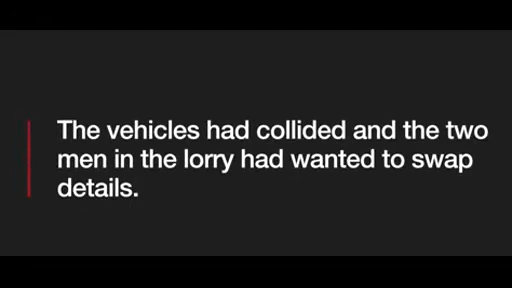 The vehicles had collided and the two
men in the lorry had wanted to swap
details.